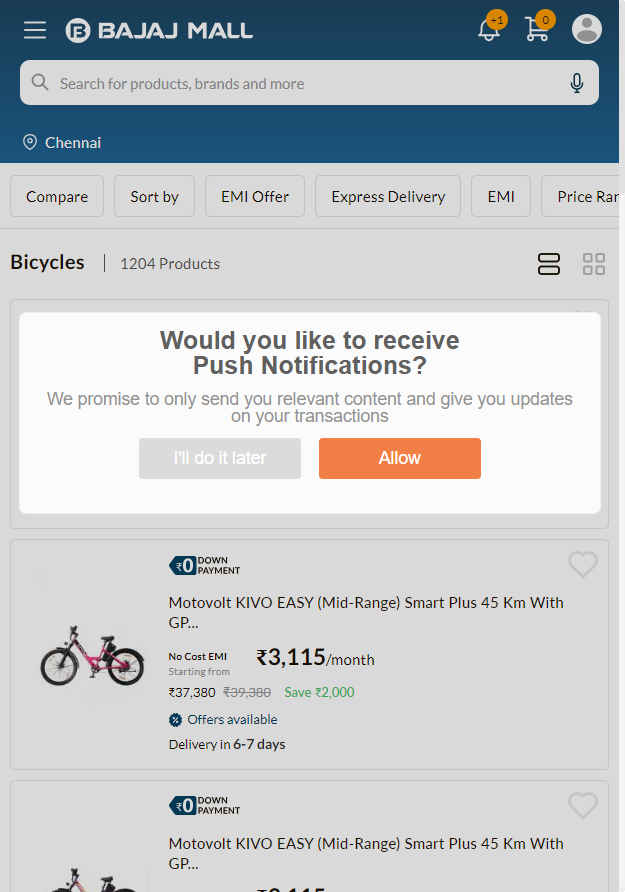 BAJAJ MALL
+1
0
Search for products, brands and more
Chennai
Compare
Sort by
EMI Offer
Express Delivery
EMI
Price Ran
Bicycles
1204 Products
Would you like to receive
Push Notifications?
We promise to only send you relevant content and give you updates
on your transactions
I'll do it later
Allow
₹0 DOWN
PAYMENT
Motovolt KIVO EASY (Mid-Range) Smart Plus 45 Km With
GP...
No Cost EMI
Starting from
₹3,115/month
₹37,380 ₹39,380 Save ₹2,000
Offers available
Delivery in 6-7 days
₹0 DOWN
PAYMENT
Motovolt KIVO EASY (Mid-Range) Smart Plus 45 Km With
GP...